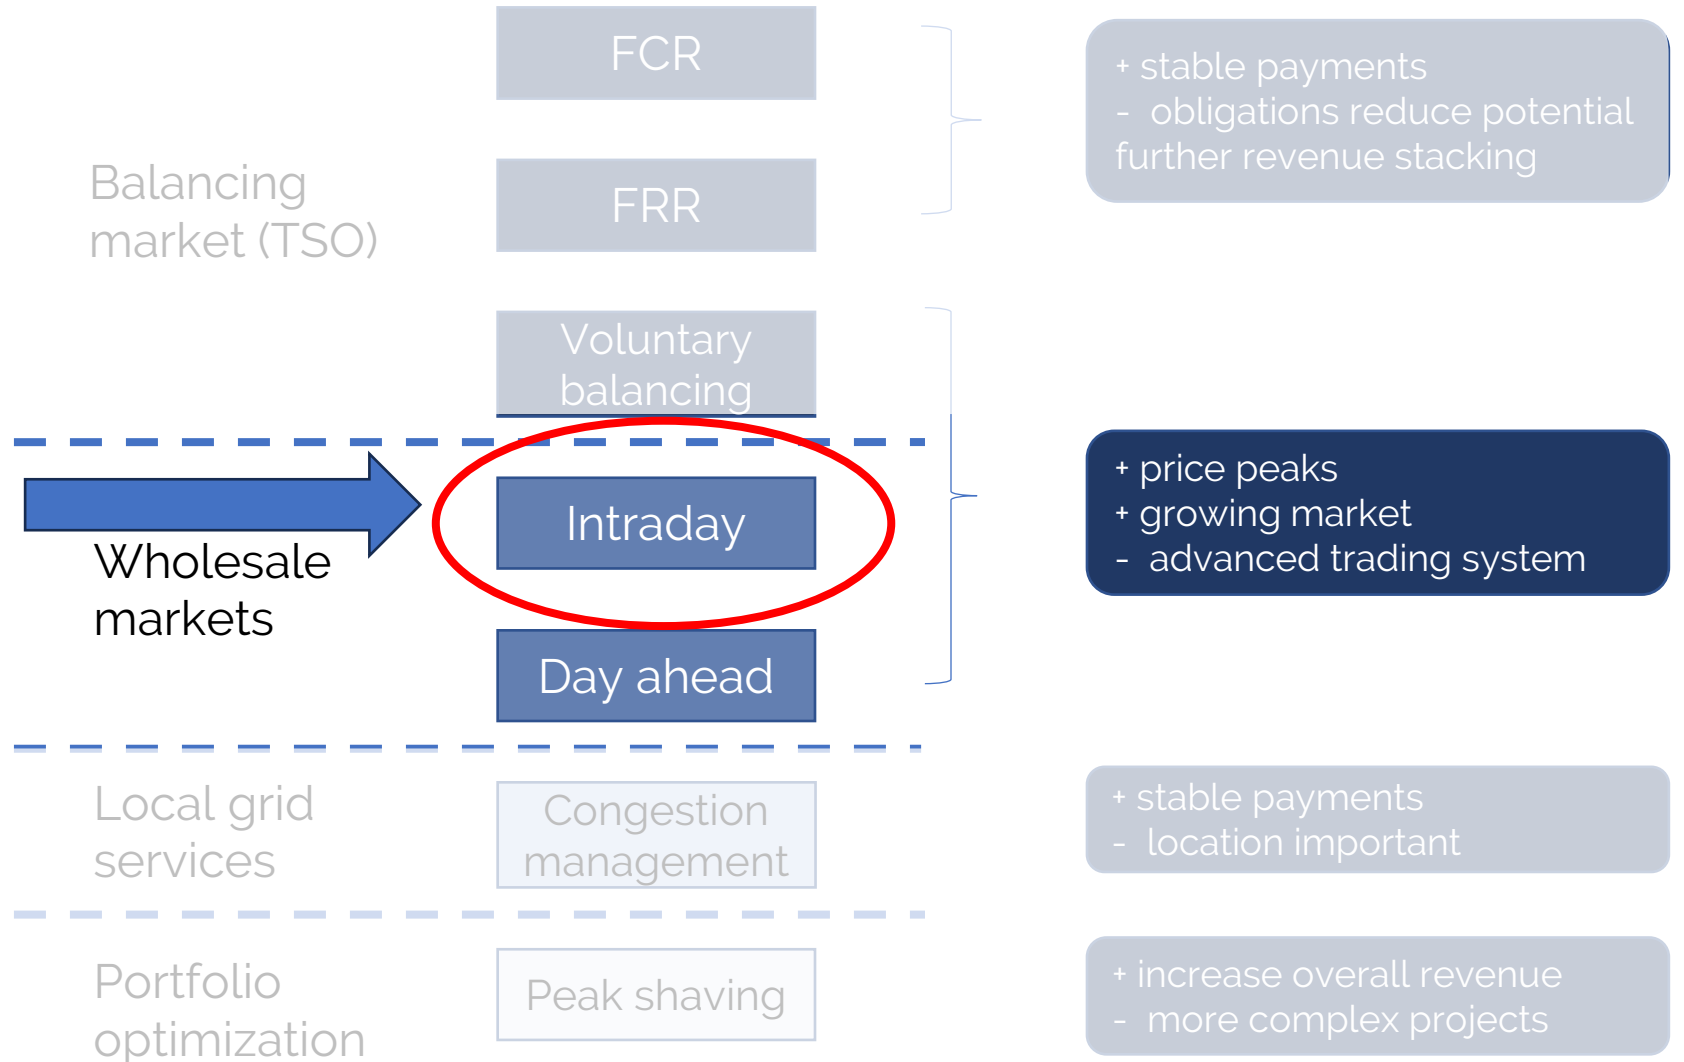 FCR
+ stable payments
- obligations reduce potential
further revenue stacking
Balancing
market (TSO)
FRR
Voluntary
balancing
Intraday
+ price peaks
+ growing market
- advanced trading system
Wholesale
markets
Day ahead
Local grid
services
Congestion
management
+ stable payments
- location important
Portfolio
optimization
Peak shaving
+ increase overall revenue
- more complex projects